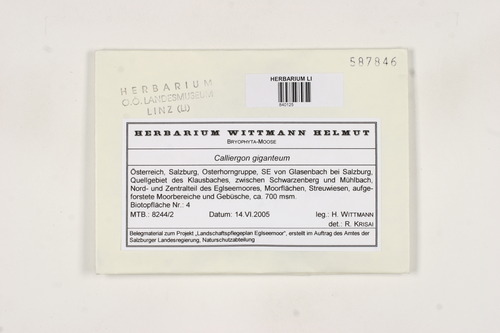 587846
HERBARIUM LI
840125
HERBARIUM
O.Ö. LANDESMUSEUM
LINZ (LI)
HERBARIUM WITTMANN HELMUT
BRYOPHYTA-MOOSE
Calliergon giganteum
Österreich, Salzburg, Osterhorngruppe, SE von Glasenbach bei Salzburg,
Quellgebiet des Klausbaches, zwischen Schwarzenberg und Mühlbach,
Nord- und Zentralteil des Eglseemoores, Moorflächen, Streuwiesen, aufge-
forstete Moorbereiche und Gebüsche, ca. 700 msm.
Biotopfläche Nr.: 4
MTB.: 8244/2 Datum: 14.VI.2005 leg.: H. WITTMANN
det.: R. KRISAI
Belegmaterial zum Projekt „Landschaftspflegeplan Eglseemoor", erstellt im Auftrag des Amtes der
Salzburger Landesregierung, Naturschutzabteilung